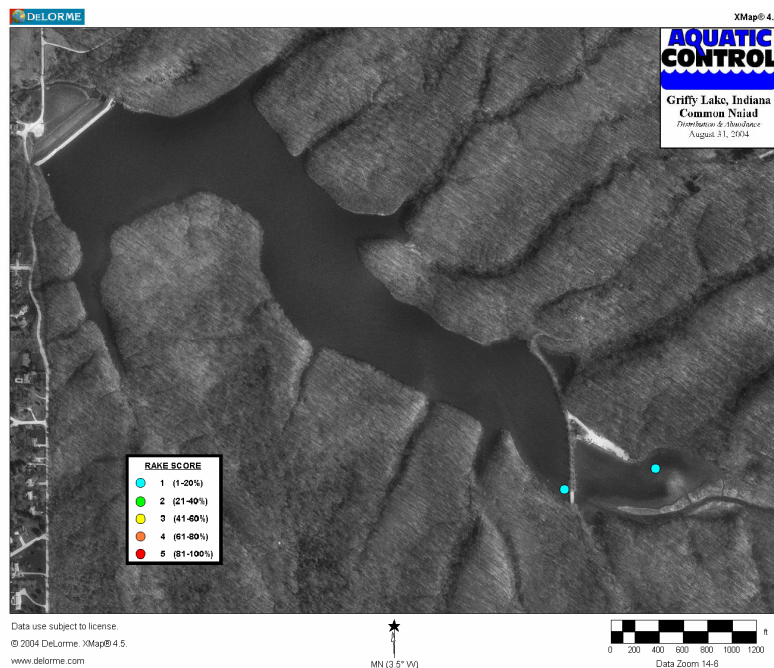 DELORME
XMap® 4.
AQUATIC
CONTROL
Griffy Lake, Indiana
Common Naiad
Distribution & Abundance
August 31, 2004
RAKE SCORE
1 (1-20%)
2 (21-40%)
3 (41-60%)
4 (61-80%)
5 (81-100%)
Data use subject to license.
© 2004 DeLorme. XMap® 4.5.
www.delorme.com
MN (3.5° W)
ft
0 200 400 600 800 1000 1200
Data Zoom 14-6